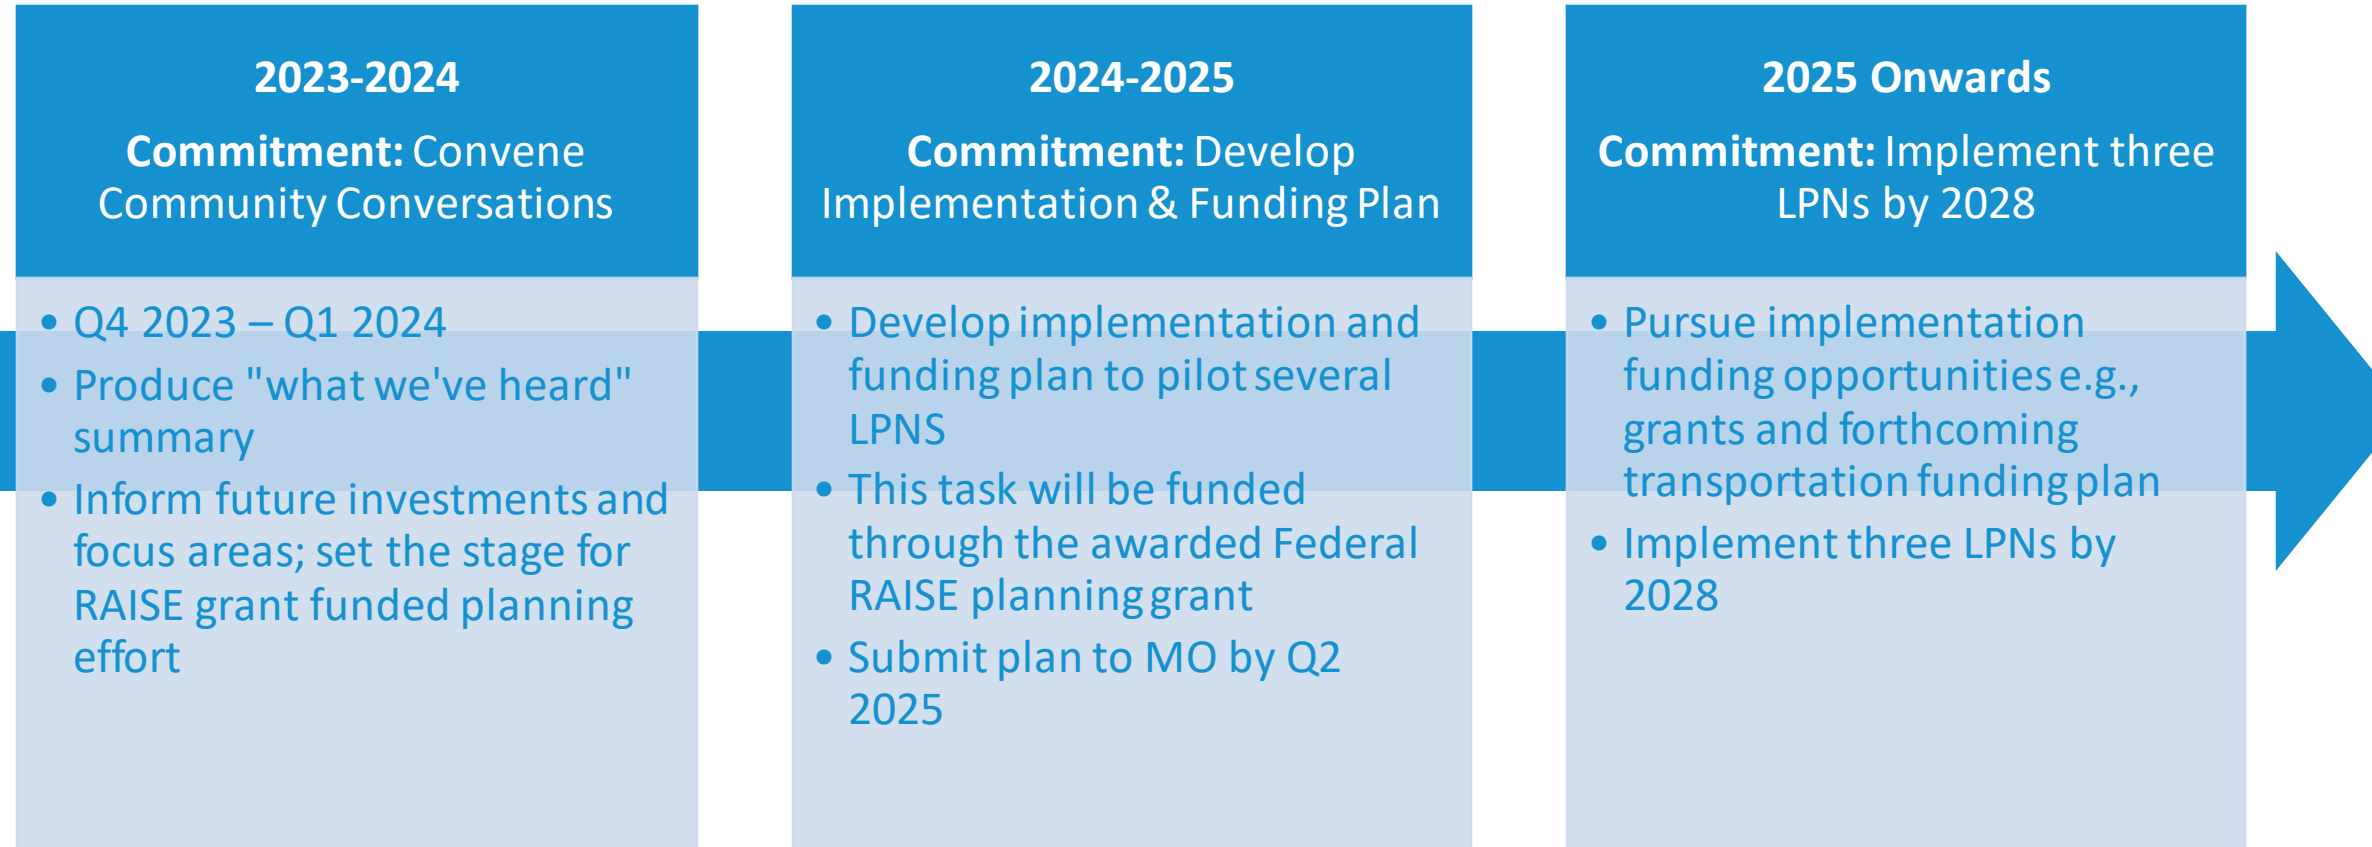 2023-2024
Commitment: Convene
Community Conversations
• Q4 2023 – Q1 2024
• Produce "what we've heard"
summary
• Inform future investments and
focus areas; set the stage for
RAISE grant funded planning
effort
2024-2025
Commitment: Develop
Implementation & Funding Plan
• Develop implementation and
funding plan to pilot several
LPNS
• This task will be funded
through the awarded Federal
RAISE planning grant
• Submit plan to MO by Q2
2025
2025 Onwards
Commitment: Implement three
LPNs by 2028
• Pursue implementation
funding opportunities e.g.,
grants and forthcoming
transportation funding plan
• Implement three LPNs by
2028